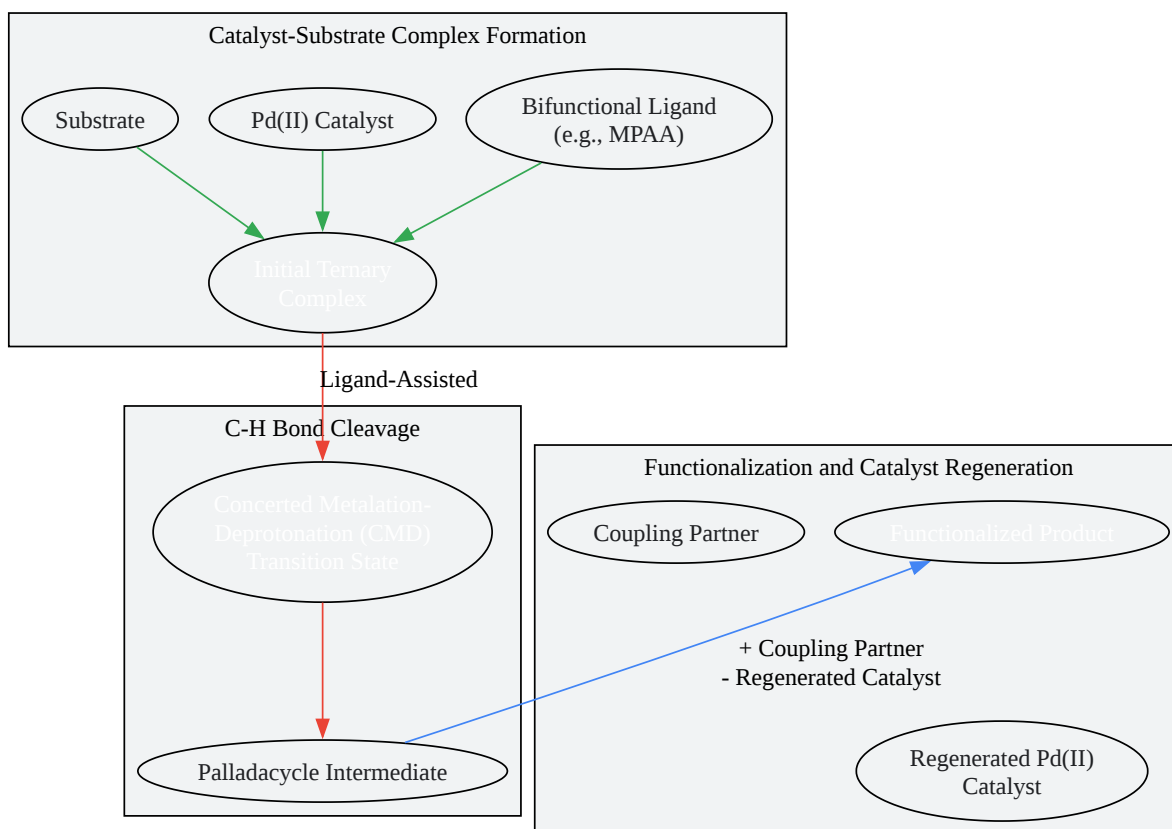 Catalyst-Substrate Complex Formation
Substrate
Pd(II) Catalyst
Bifunctional Ligand
(e.g., MPAA)
Initial Ternary
Complex
Ligand-Assisted
C-H Bond Cleavage
Concerted Metalation-
Deprotonation (CMD)
Transition State
Palladacycle Intermediate
Functionalization and Catalyst Regeneration
Coupling Partner
Functionalized Product
+ Coupling Partner
- Regenerated Catalyst
Regenerated Pd(II)
Catalyst